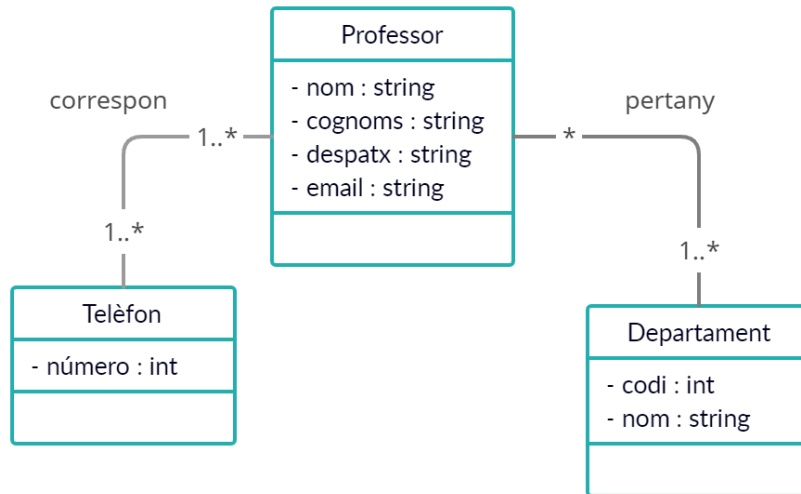 Professor
- nom : string
- cognoms : string
- despatx : string
- email : string
correspon
1..*
1..*
pertany
*
1..*
Telèfon
- número : int
Departament
- codi : int
- nom : string